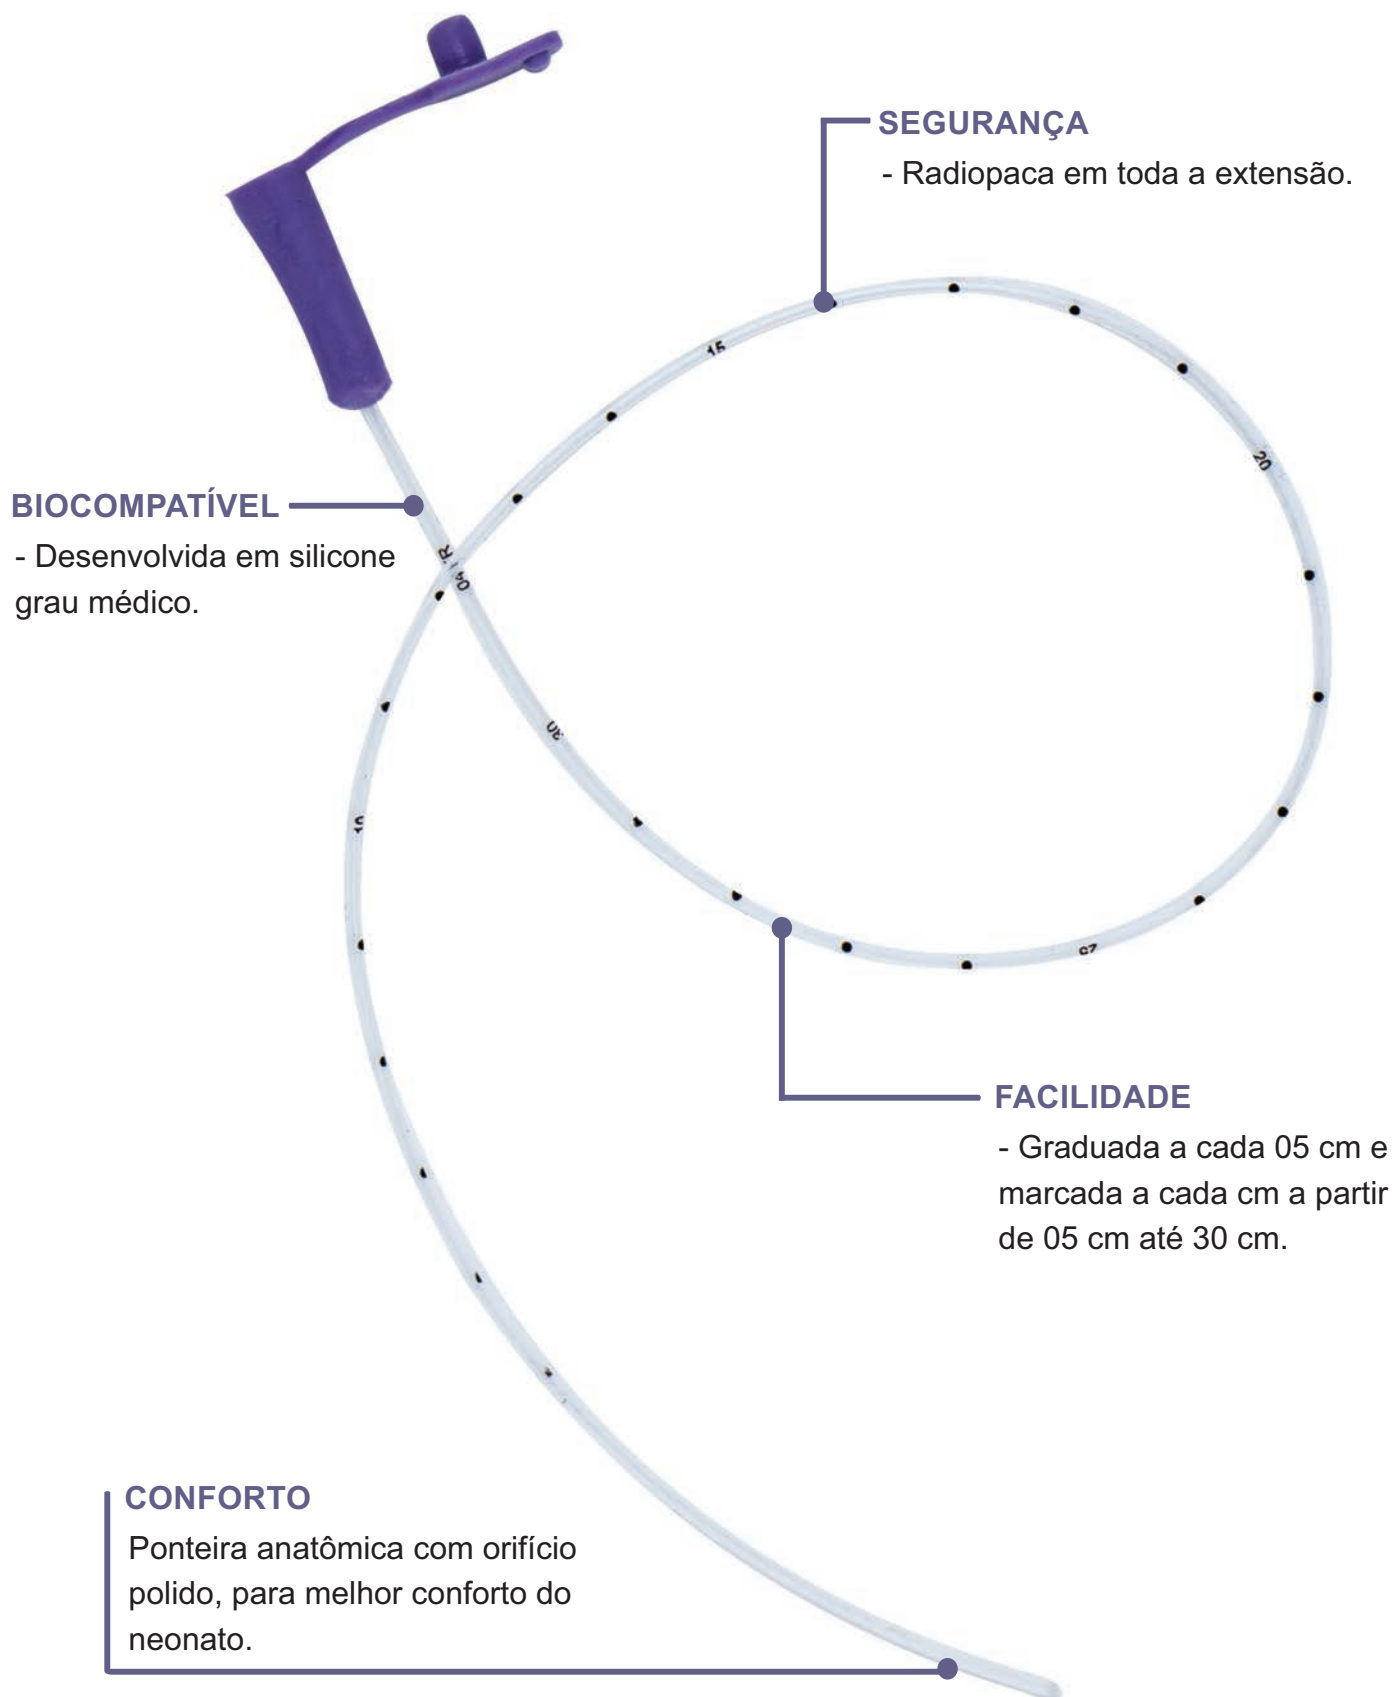 SEGURANÇA
- Radiopaca em toda a extensão.
15
20
BIOCOMPATÍVEL
- Desenvolvida em silicone
grau médico.
30
10
25
FACILIDADE
- Graduada a cada 05 cm e
marcada a cada cm a partir
de 05 cm até 30 cm.
CONFORTO
Ponteira anatômica com orifício
polido, para melhor conforto do
neonato.